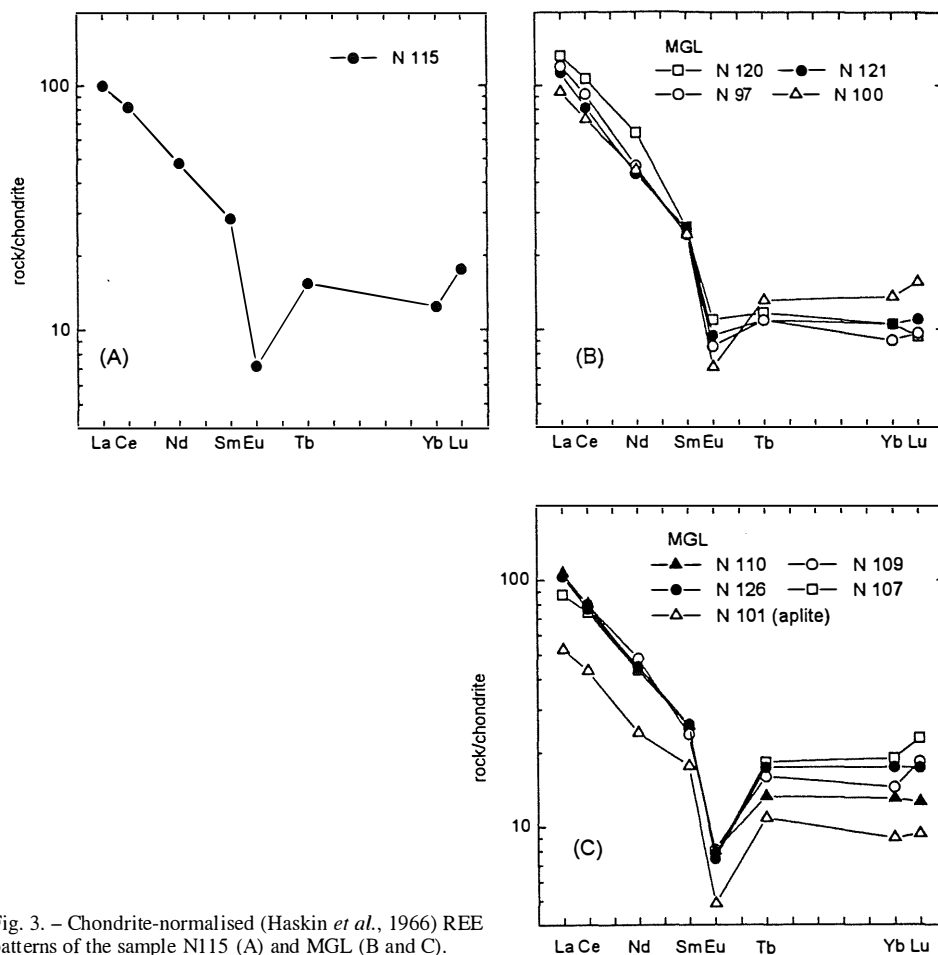 N 115
100
10
rock/chondrite
(A)
La Ce Nd Sm Eu Tb Yb Lu
MGL
N 120 N 121
N 97 N 100
(B)
La Ce Nd Sm Eu Tb Yb Lu
MGL
N 110 N 109
N 126 N 107
N 101 (aplite)
100
10
rock/chondrite
(C)
La Ce Nd Sm Eu Tb Yb Lu
ig. 3. – Chondrite-normalised (Haskin et al., 1966) REE
atterns of the sample N115 (A) and MGL (B and C).